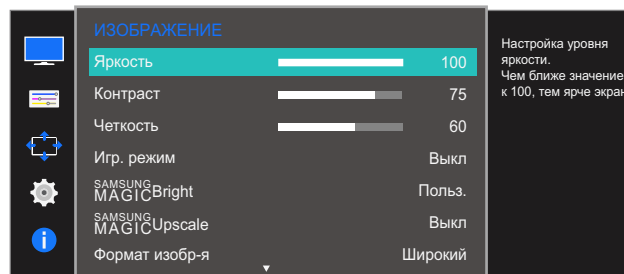 ИЗОБРАЖЕНИЕ
Яркость 100
Контраст 75
Четкость 60
Игр. режим Выкл
SAMSUNG MAGICBright Польз.
SAMSUNG MAGICUpscale Выкл
Формат изобр-я Широкий
Настройка уровня
яркости.
Чем ближе значение
к 100, тем ярче экран